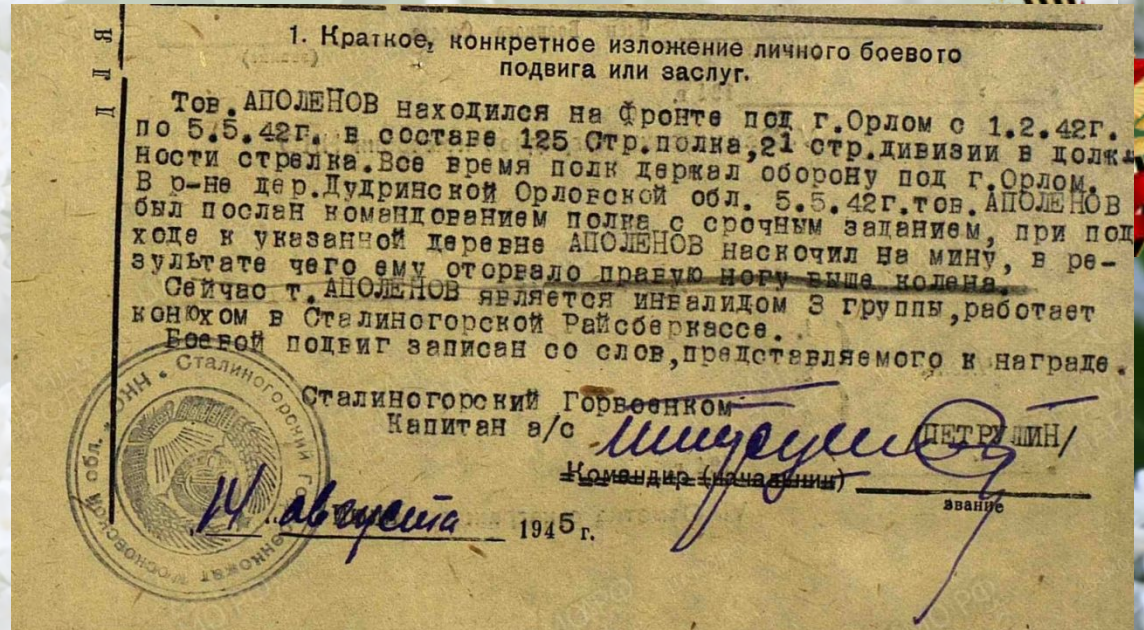 1. Краткое, конкретное изложение личного боевого
подвига или заслуг.
Тов. АПОЛЕНОВ находился на Фронте под г.Орлом с 1.2.42г.
по 5.5.42г. в составе 125 Стр.полка,21 стр.дивизии в долж
ности стрелка.Все время полк держал оборону под г.Орлом.
В р-не дер.Дудринской Орловской обл. 5.5.42г.тов.АПОЛЕНОВ
был послан командованием полка с срочным заданием, при под
ходе к указанной деревне АПОЛЕНОВ наскочил на мину, в ре-
зультате чего ему оторвало правую ногу выше колена.
Сейчас т.АПОЛЕНОВ является инвалидом 3 группы,работает
конюхом в Сталиногорской Райсберкассе.
Боевой подвиг записан со слов,представляемого к награде.
Сталиногорский Горвоенком
Капитан а/с ПЕТРУШИН/
Командир (начальник)
звание
14 августа 1945 г.
Сталиногорский
Московской обл.